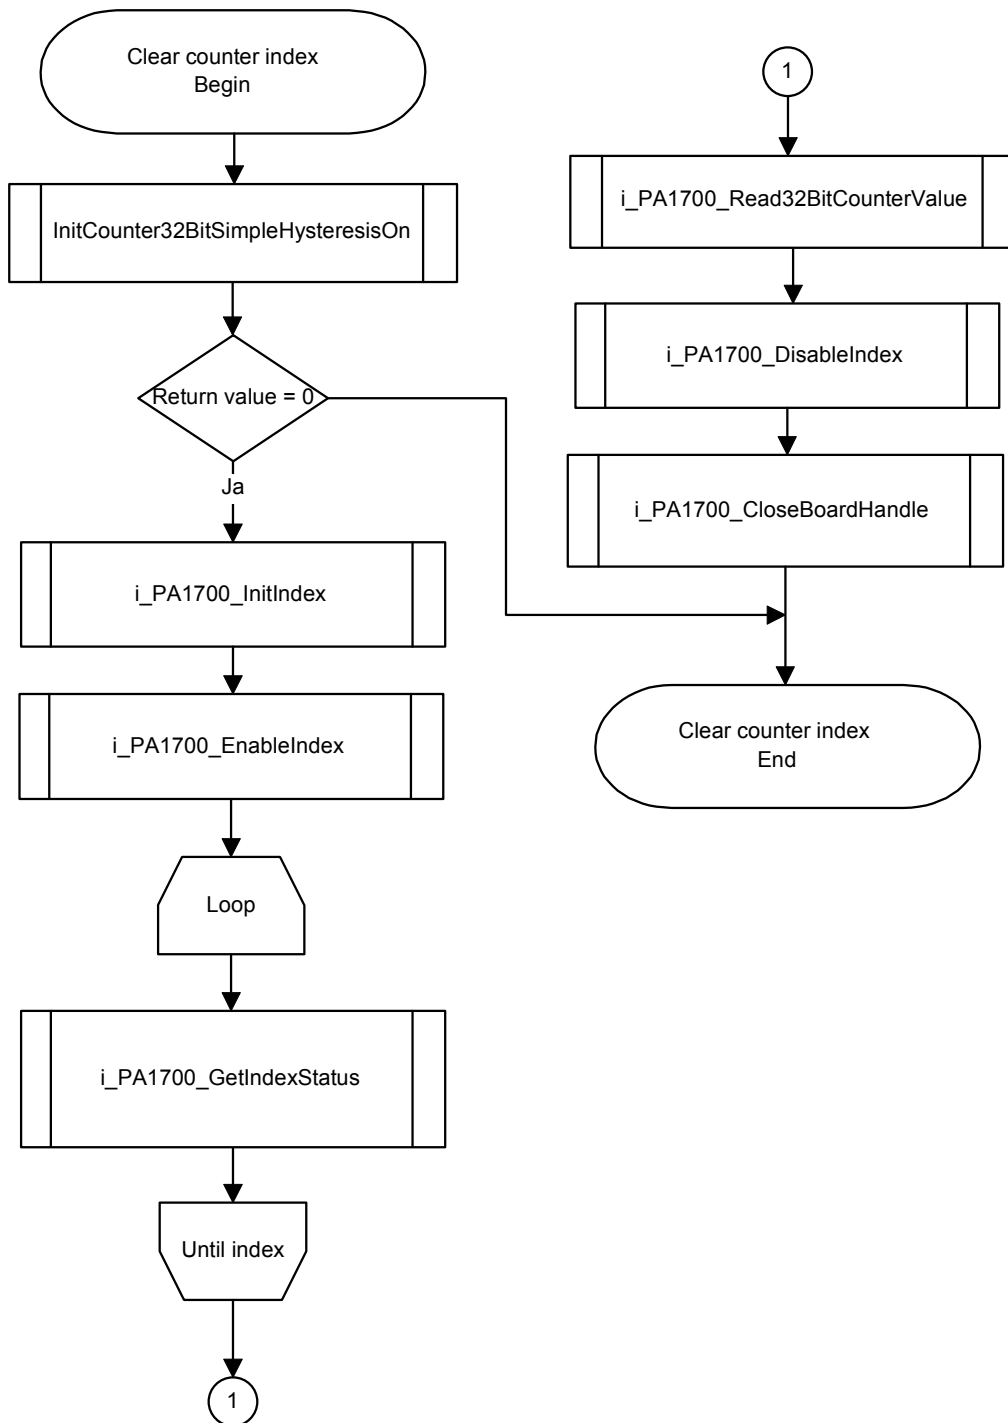 Clear counter index
Begin
InitCounter32BitSimpleHysteresisOn
Return value = 0
Ja
i_PA1700_InitIndex
i_PA1700_EnableIndex
Loop
i_PA1700_GetIndexStatus
Until index
1
1
i_PA1700_Read32BitCounterValue
i_PA1700_DisableIndex
i_PA1700_CloseBoardHandle
Clear counter index
End